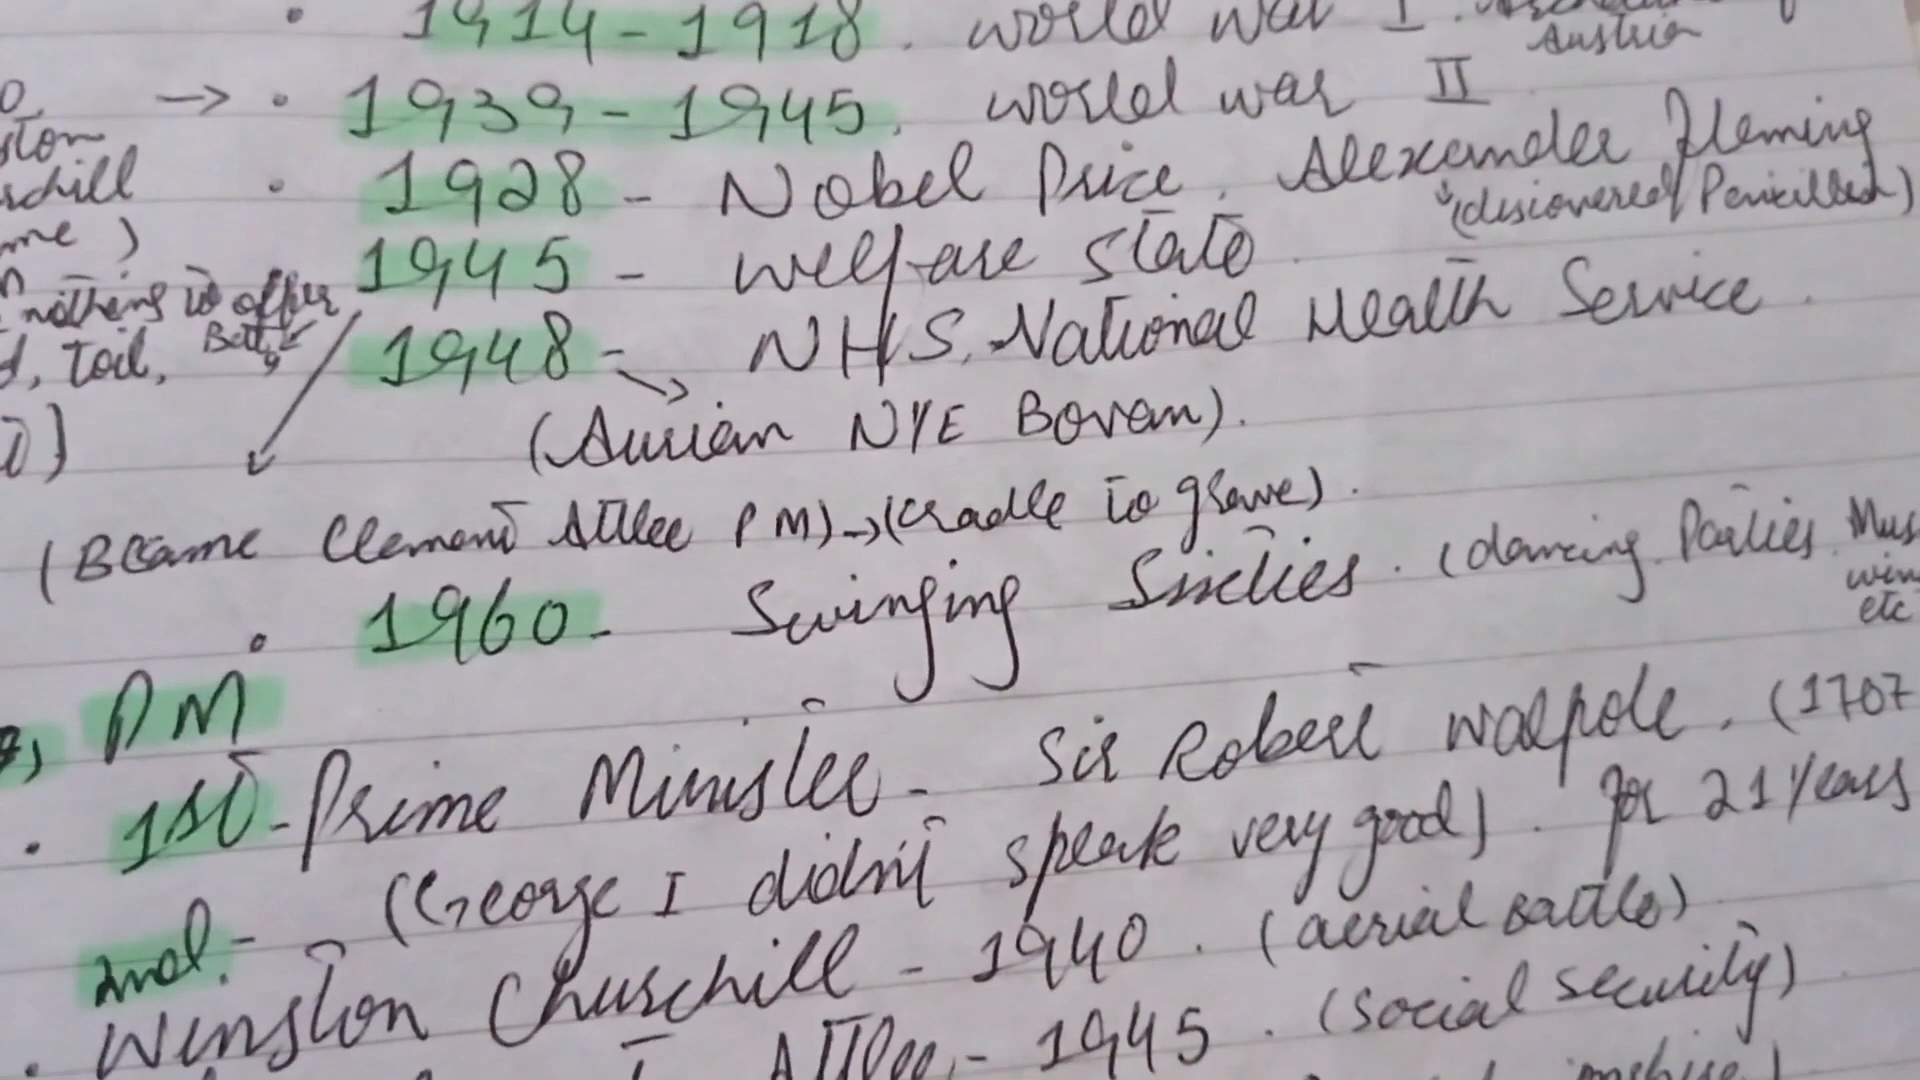 1914-1918. world war I.
Austria
→ • 1939-1945. world war II
• 1928 - Nobel Price. Alexander Fleming
(discovered
1945 - welfare state
nothing to offer
1948 - NHS. National Health Service.
, Toil,
NYE Bovan).
(Became Clement Attlee PM) → (cradle to grave).
• 1960 - Swinging Sixties. (dancing. Parties. Mus
etc
PM
• 1st - Prime Minister - Sir Robert walpole. (1707
(George I didn't speak very good). for 21 years
2nd. -
• Winston Churchill - 1940. (aerial battle)
Attlee - 1945. (social security)